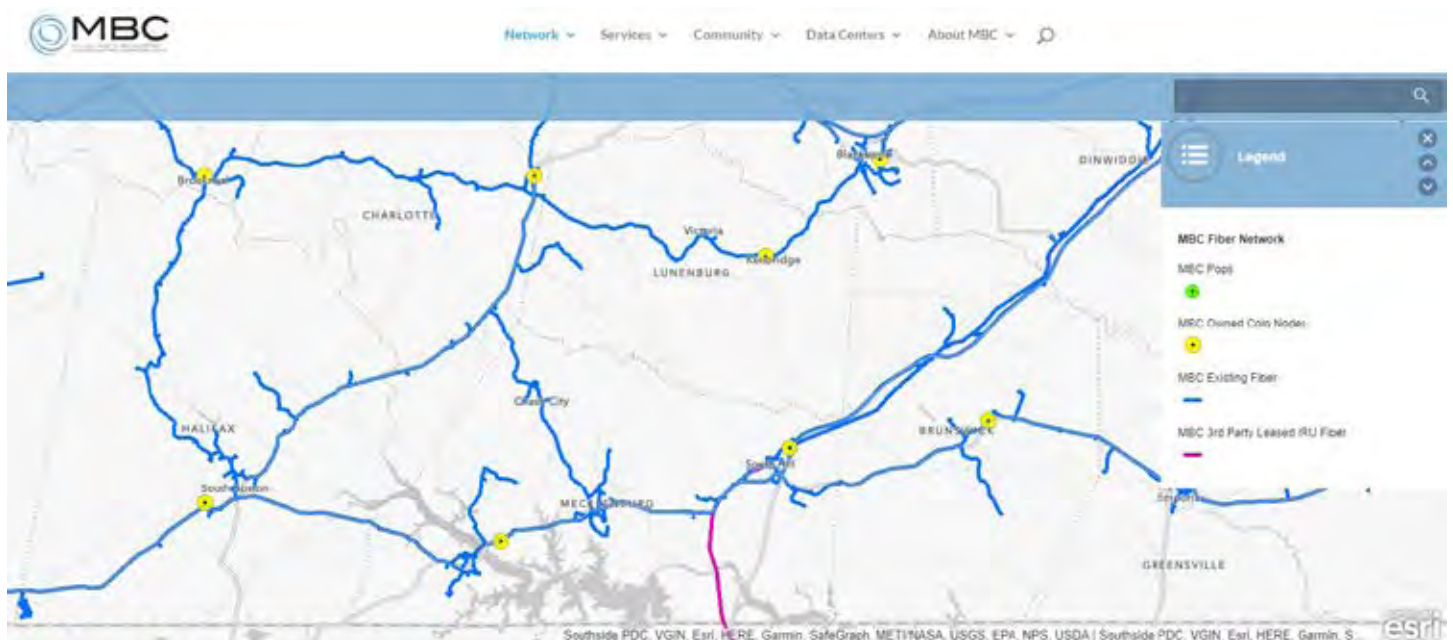 MBC
Network Services Community Data Centers About MBC
DINWIDDIE
Legend
CHARLOTTE
Victoria
Kenbridge
LUNENBURG
MBC Fiber Network
MBC Pops
MBC Owned Colo Nodes
MBC Existing Fiber
MBC 3rd Party Leased IRU Fiber
Chase City
HALIFAX
BRUNSWICK
South Hill
MECKLENBURG
Emporia
GREENSVILLE
Southside PDC, VGIN, Esri, HERE, Garmin, SafeGraph, METI/NASA, USGS, EPA, NPS, USDA | Southside PDC, VGIN, Esri, HERE, Garmin, S
esri